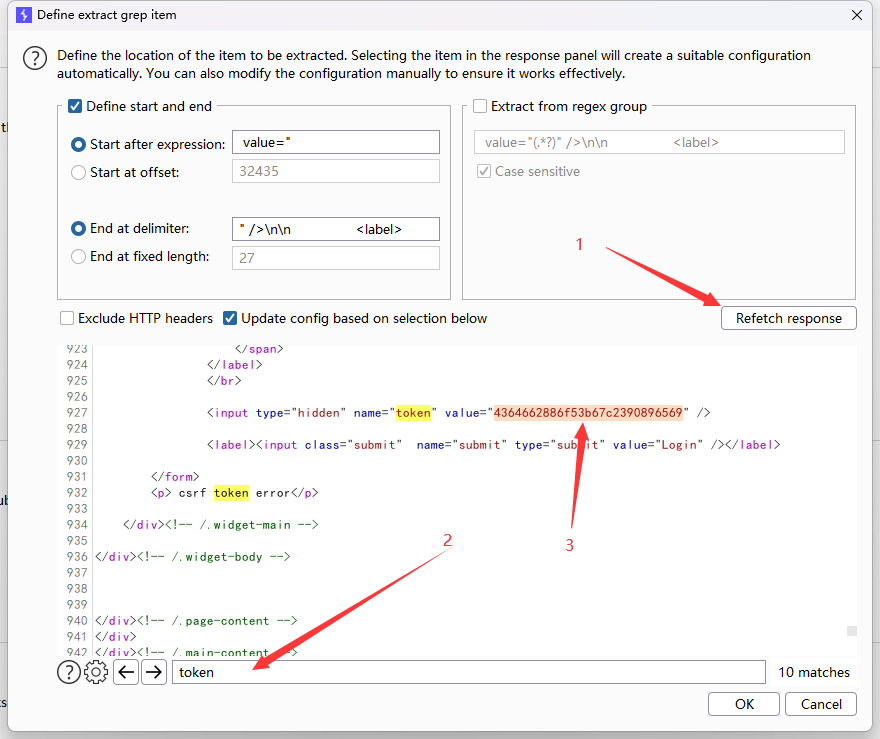 Define extract grep item
Define the location of the item to be extracted. Selecting the item in the response panel will create a suitable configuration
automatically. You can also modify the configuration manually to ensure it works effectively.
Define start and end
Start after expression: value="
Start at offset: 32435
End at delimiter: " />\n\n                <label>
End at fixed length: 27
Extract from regex group
value="(.*?)" />\n\n                <label>
Case sensitive
1
Exclude HTTP headers Update config based on selection below Refetch response
923 </span>
924 </label>
925 </br>
926
927 <input type="hidden" name="token" value="4364662886f53b67c2390896569" />
928
929 <label><input class="submit"  name="submit" type="submit" value="Login" /></label>
930
931 </form>
932 <p> csrf token error</p>
933
934 </div><!-- /.widget-main -->
935
936 </div><!-- /.widget-body -->
937
938
939
940 </div><!-- /.page-content -->
941 </div>
942 </div><!-- /.main-content -->
2
3
token 10 matches
OK Cancel